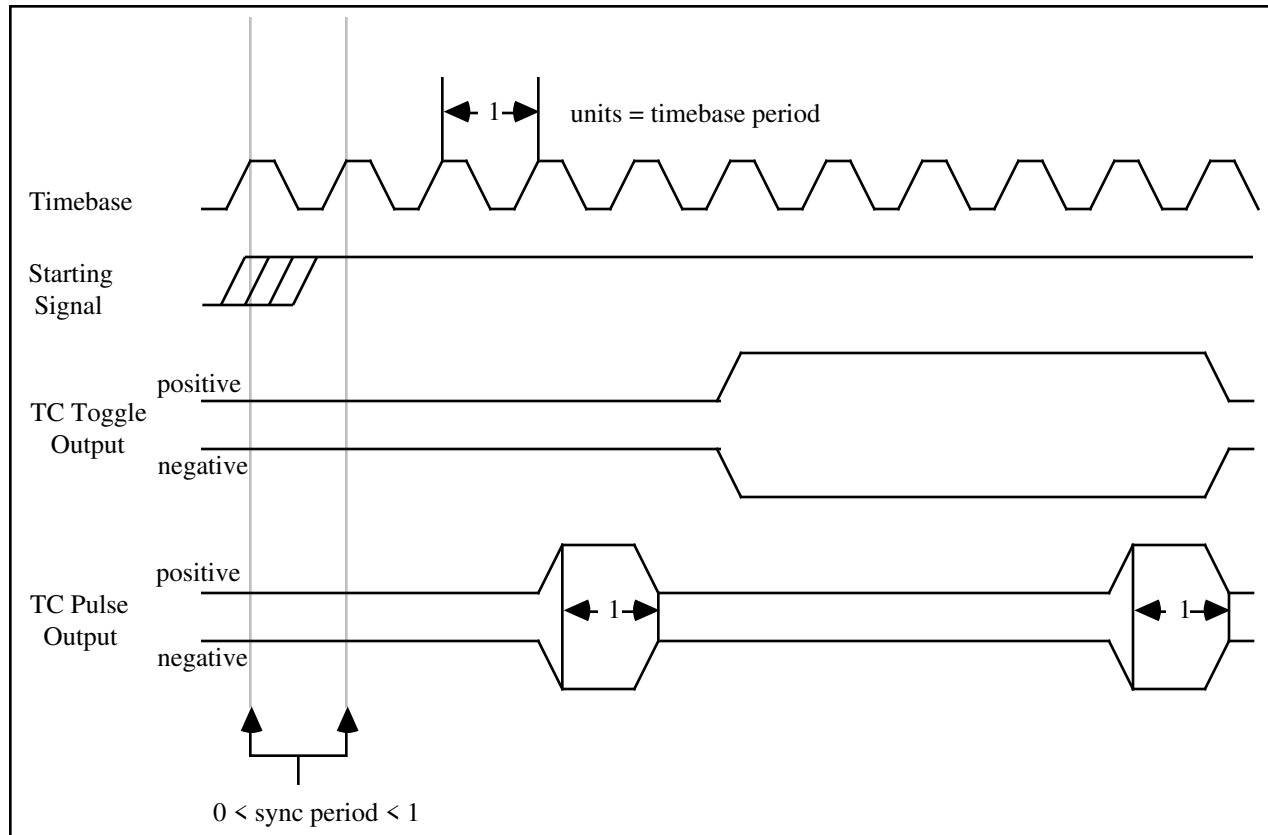 1
units = timebase period
Timebase
Starting
Signal
positive
TC Toggle
Output
negative
positive
TC Pulse
Output
1
1
negative
0 < sync period < 1